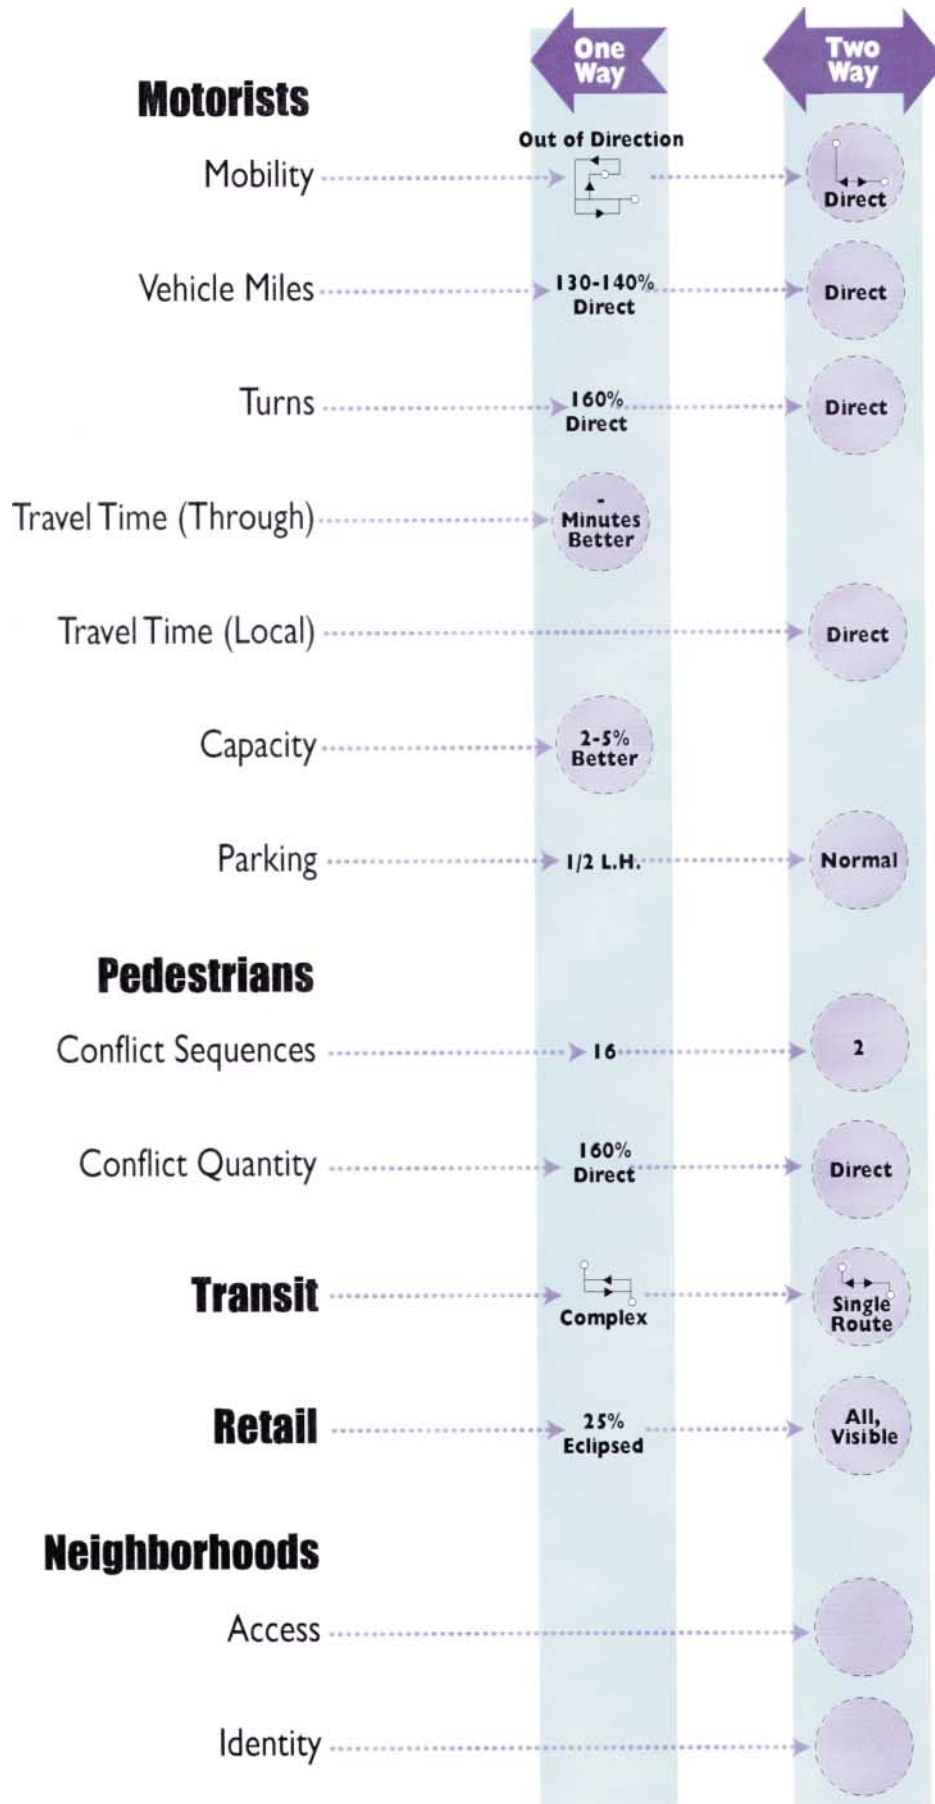 One
Way
Two
Way
Motorists
Mobility
Out of Direction
Direct
Vehicle Miles
130-140%
Direct
Direct
Turns
160%
Direct
Direct
Travel Time (Through)
-
Minutes
Better
Travel Time (Local)
Direct
Capacity
2-5%
Better
Parking
1/2 L.H.
Normal
Pedestrians
Conflict Sequences
16
2
Conflict Quantity
160%
Direct
Direct
Transit
Complex
Single
Route
Retail
25%
Eclipsed
All,
Visible
Neighborhoods
Access
Identity